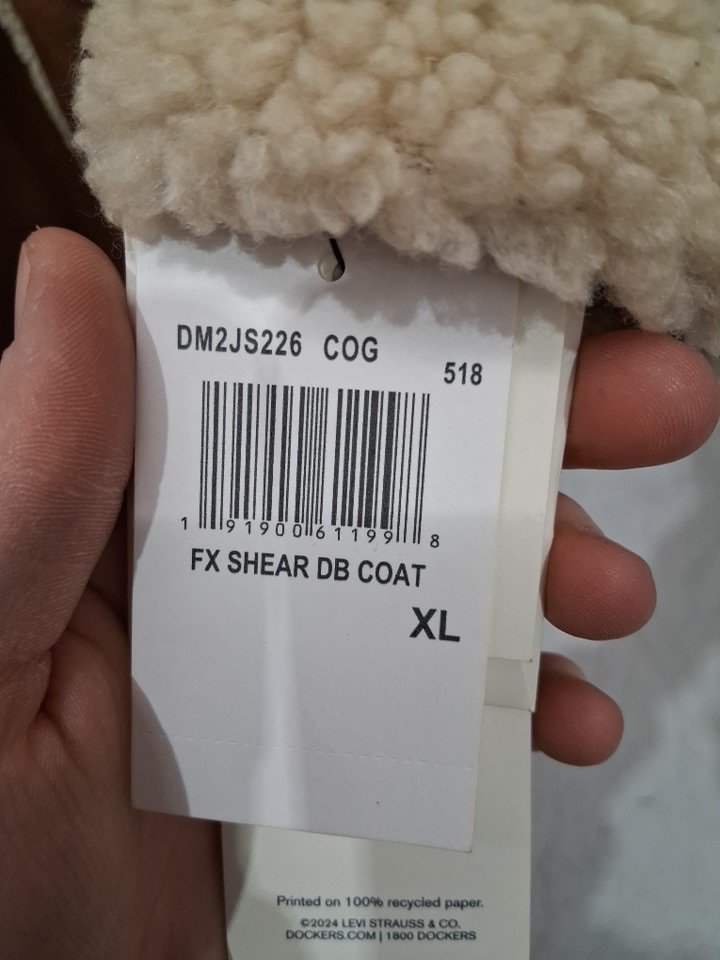 DM2JS226 COG
518
1 91900 61199 8
FX SHEAR DB COAT
XL
Printed on 100% recycled paper.
©2024 LEVI STRAUSS & CO.
DOCKERS.COM | 1800 DOCKERS